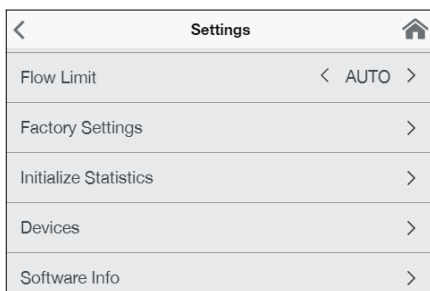 Settings
Flow Limit < AUTO >
Factory Settings >
Initialize Statistics >
Devices >
Software Info >